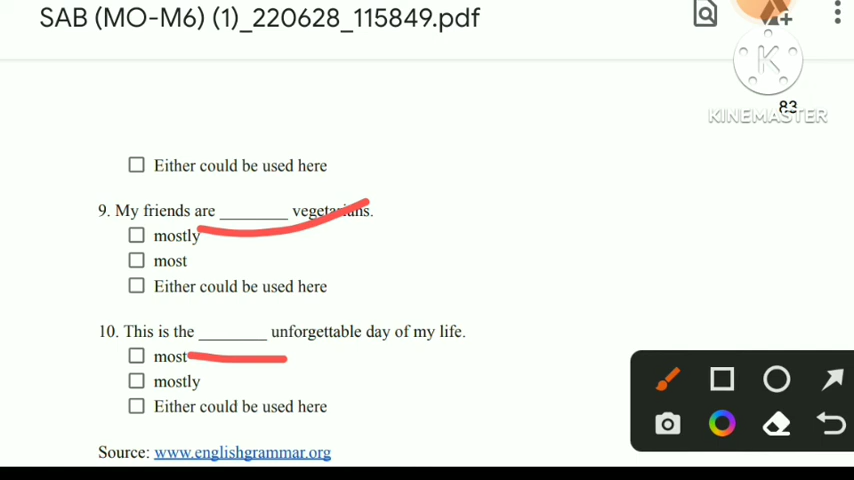 SAB (MO-M6) (1)_220628_115849.pdf
K
83
KINEMASTER
Either could be used here
9. My friends are ________ vegetarians.
mostly
most
Either could be used here
10. This is the ________ unforgettable day of my life.
most
mostly
Either could be used here
Source: www.englishgrammar.org